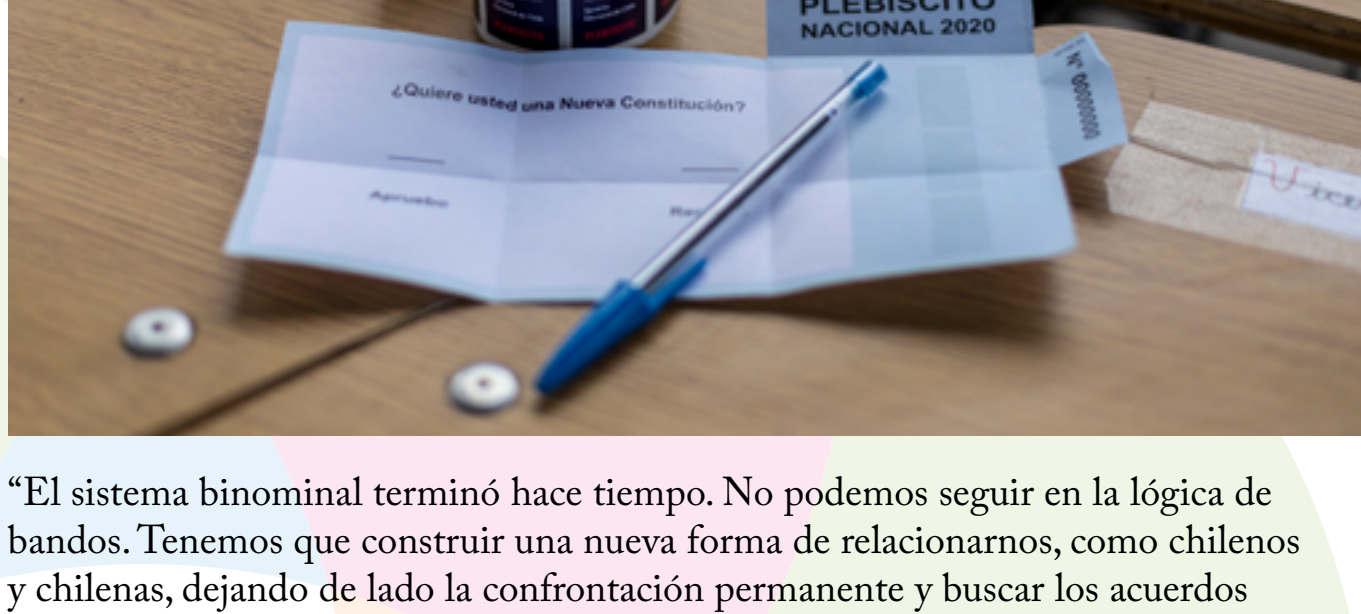 PLEBISCITO
NACIONAL 2020
Nº 00000000
¿Quiere usted una Nueva Constitución?
Apruebo
“El sistema binominal terminó hace tiempo. No podemos seguir en la lógica de
bandos. Tenemos que construir una nueva forma de relacionarnos, como chilenos
y chilenas, dejando de lado la confrontación permanente y buscar los acuerdos